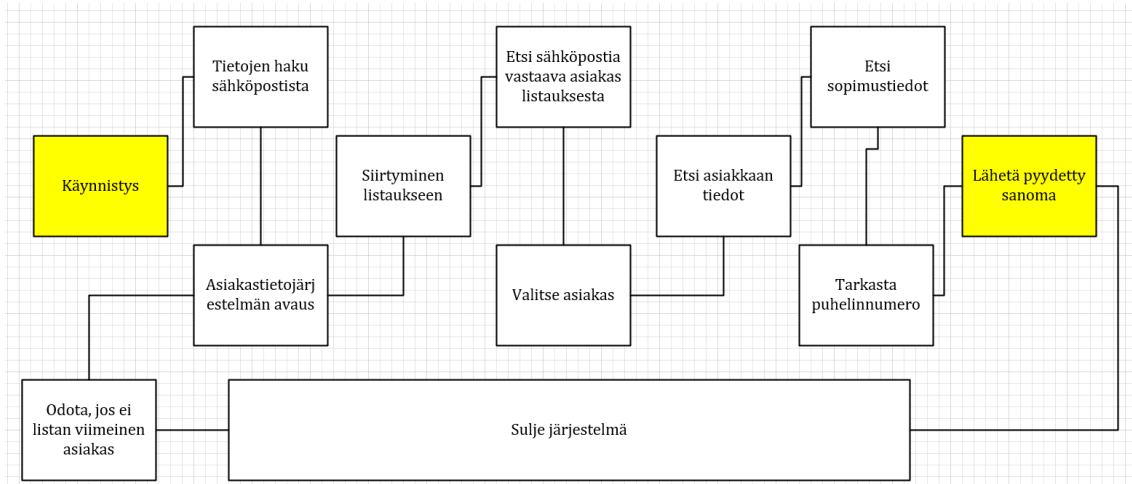 Käynnistys
Tietojen haku
sähköpostista
Asiakastietojärj
estelmän avaus
Siirtyminen
listaukseen
Etsi sähköpostia
vastaava asiakas
listauksesta
Valitse asiakas
Etsi asiakkaan
tiedot
Etsi
sopimustiedot
Tarkasta
puhelinnumero
Lähetä pyydetty
sanoma
Sulje järjestelmä
Odota, jos ei
listan viimeinen
asiakas